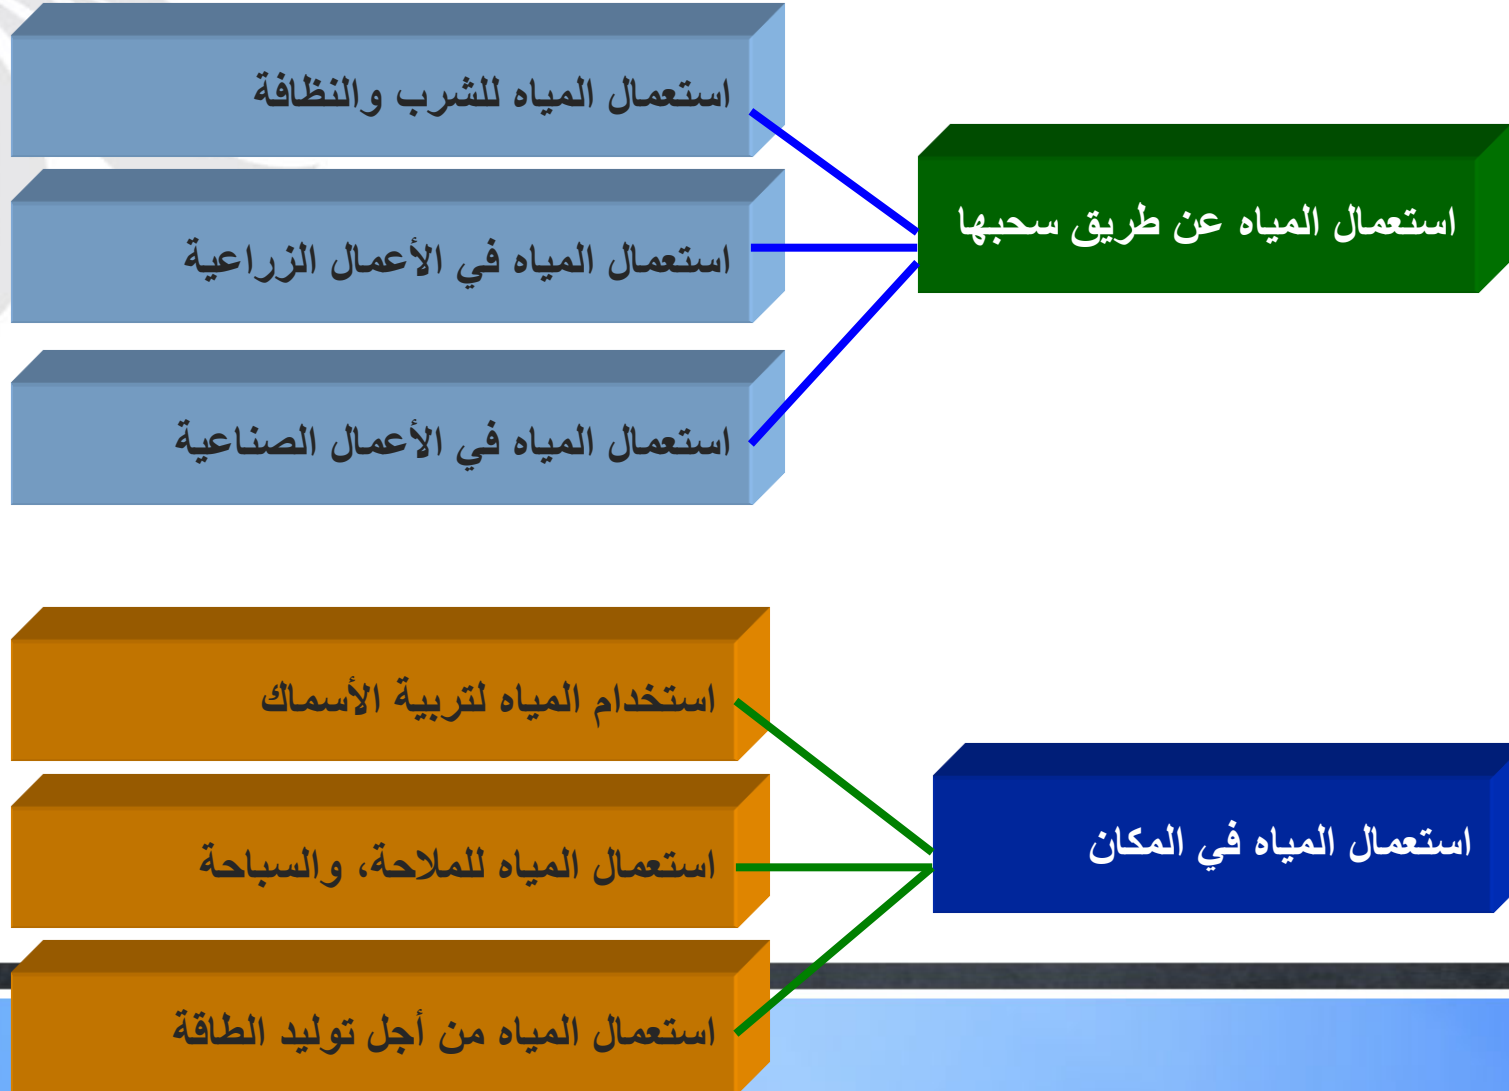 استعمال المياه عن طريق سحبها
استعمال المياه للشرب والنظافة
استعمال المياه في الأعمال الزراعية
استعمال المياه في الأعمال الصناعية
استعمال المياه في المكان
استخدام المياه لتربية الأسماك
استعمال المياه للملاحة، والسباحة
استعمال المياه من أجل توليد الطاقة